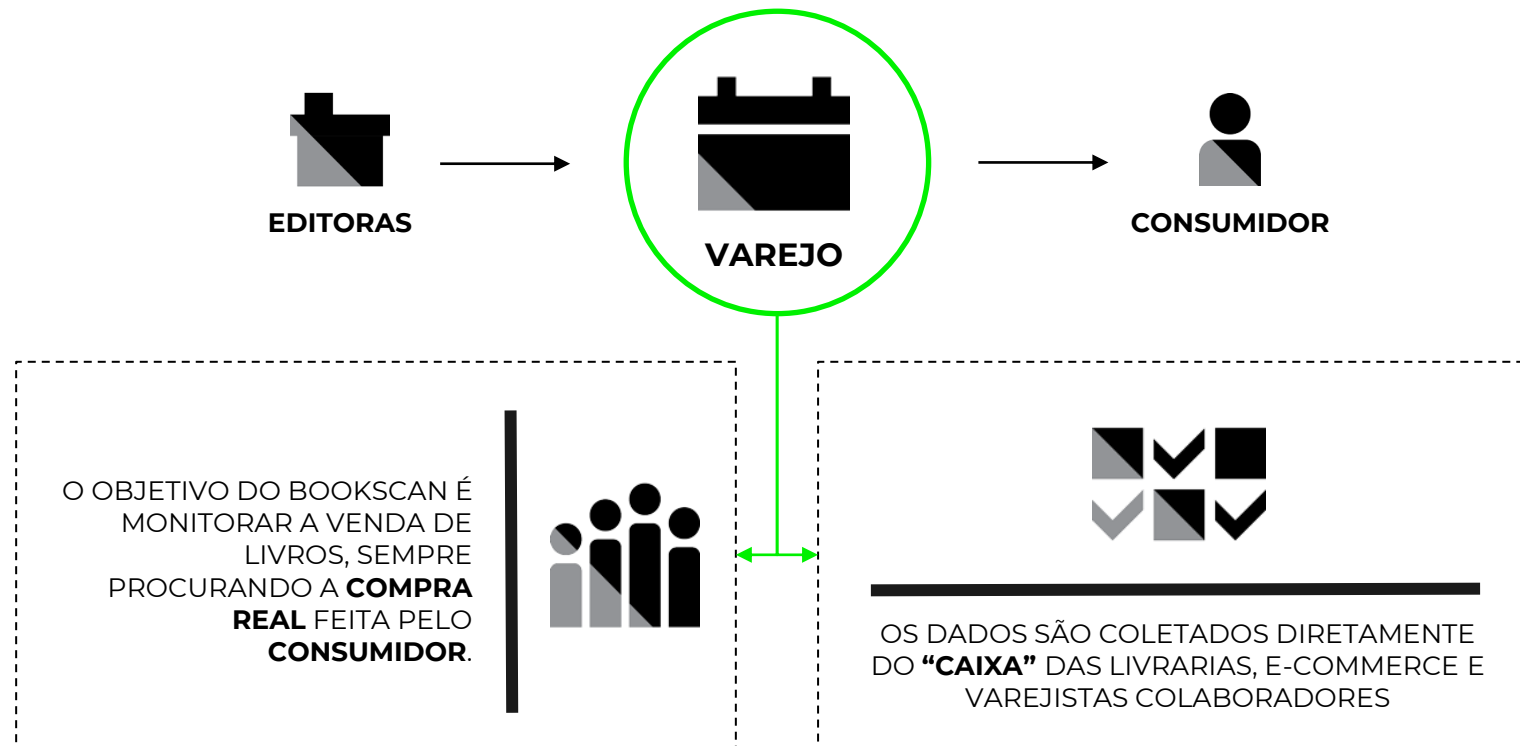 EDITORAS
VAREJO
CONSUMIDOR
O OBJETIVO DO BOOKSCAN É
MONITORAR A VENDA DE
LIVROS, SEMPRE
PROCURANDO A COMPRA
REAL FEITA PELO
CONSUMIDOR.
OS DADOS SÃO COLETADOS DIRETAMENTE
DO “CAIXA” DAS LIVRARIAS, E-COMMERCE E
VAREJISTAS COLABORADORES